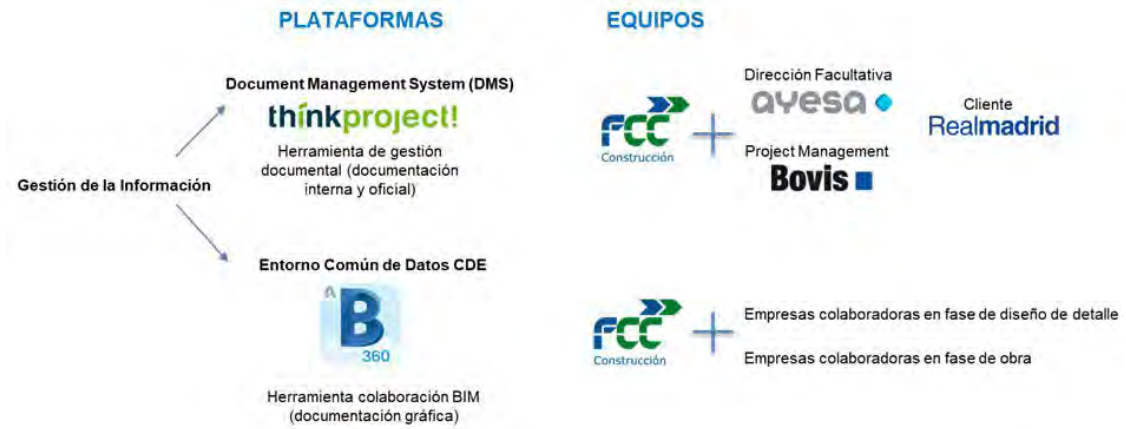 PLATAFORMAS
EQUIPOS
Document Management System (DMS)
thinkproject!
Herramienta de gestión
documental (documentación
interna y oficial)
FCC
Construcción
Dirección Facultativa
ayesa
Project Management
Bovis
Cliente
Realmadrid
Gestión de la Información
Entorno Común de Datos CDE
B
360
Herramienta colaboración BIM
(documentación gráfica)
FCC
Construcción
Empresas colaboradoras en fase de diseño de detalle
Empresas colaboradoras en fase de obra